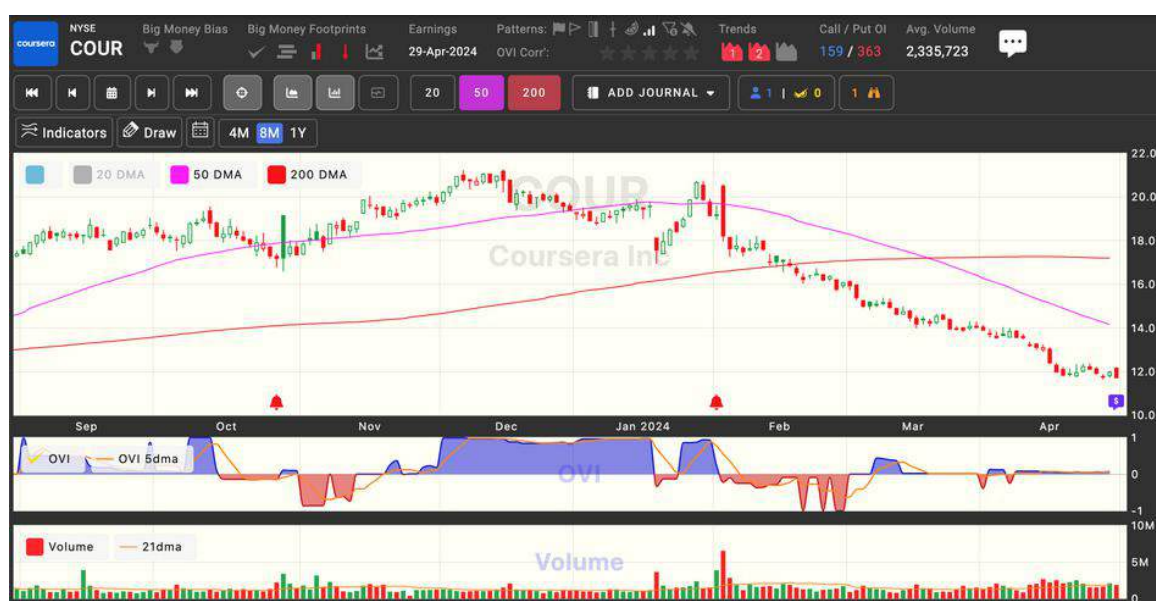 coursera
NYSE
COUR
Big Money Bias
Big Money Footprints
Earnings
29-Apr-2024
Patterns:
OVI Corr':
Trends
1 2
Call / Put OI
159 / 363
Avg. Volume
2,335,723
20 50 200 ADD JOURNAL 1 | 0 1
Indicators Draw 4M 8M 1Y
20 DMA 50 DMA 200 DMA
COUR
Coursera Inc
22.0
20.0
18.0
16.0
14.0
12.0
10.0
$
Sep Oct Nov Dec Jan 2024 Feb Mar Apr
OVI OVI 5dma
OVI
1
0
-1
Volume 21dma
Volume
10M
5M
0